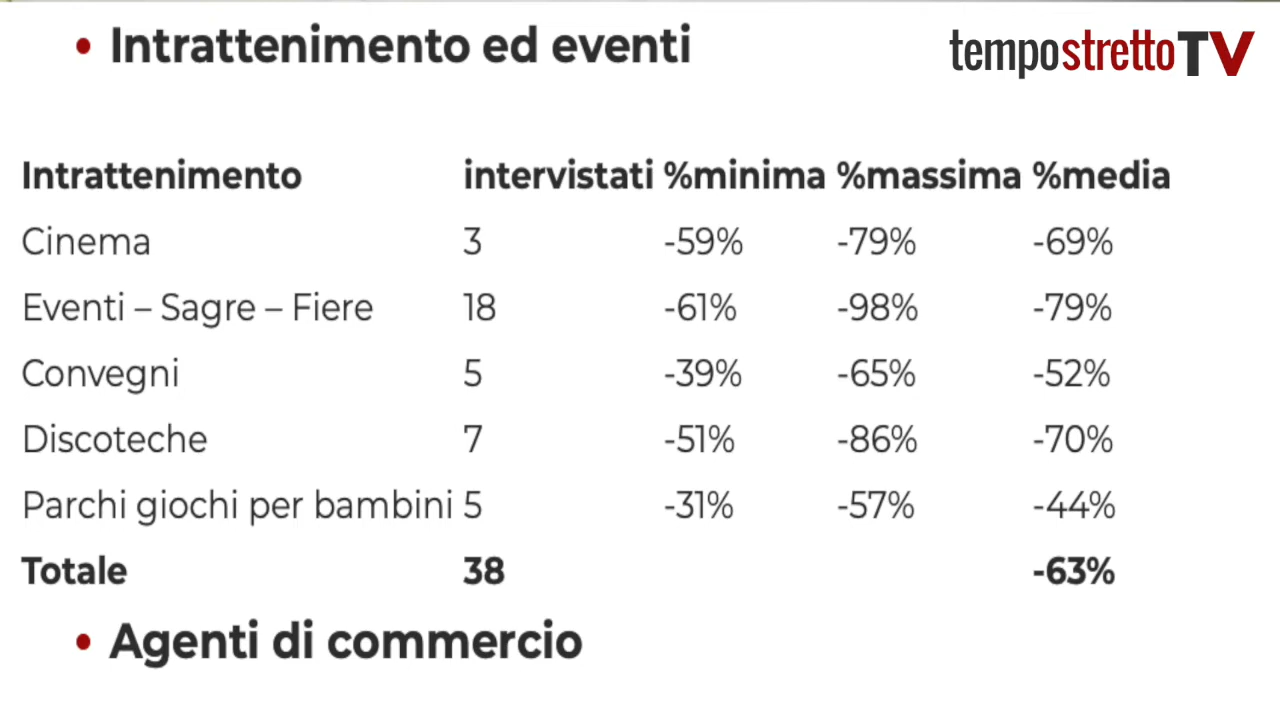 • Intrattenimento ed eventi
tempostrettoTV
Intrattenimento intervistati %minima %massima %media
Cinema 3 -59% -79% -69%
Eventi – Sagre – Fiere 18 -61% -98% -79%
Convegni 5 -39% -65% -52%
Discoteche 7 -51% -86% -70%
Parchi giochi per bambini 5 -31% -57% -44%
Totale 38 -63%
• Agenti di commercio